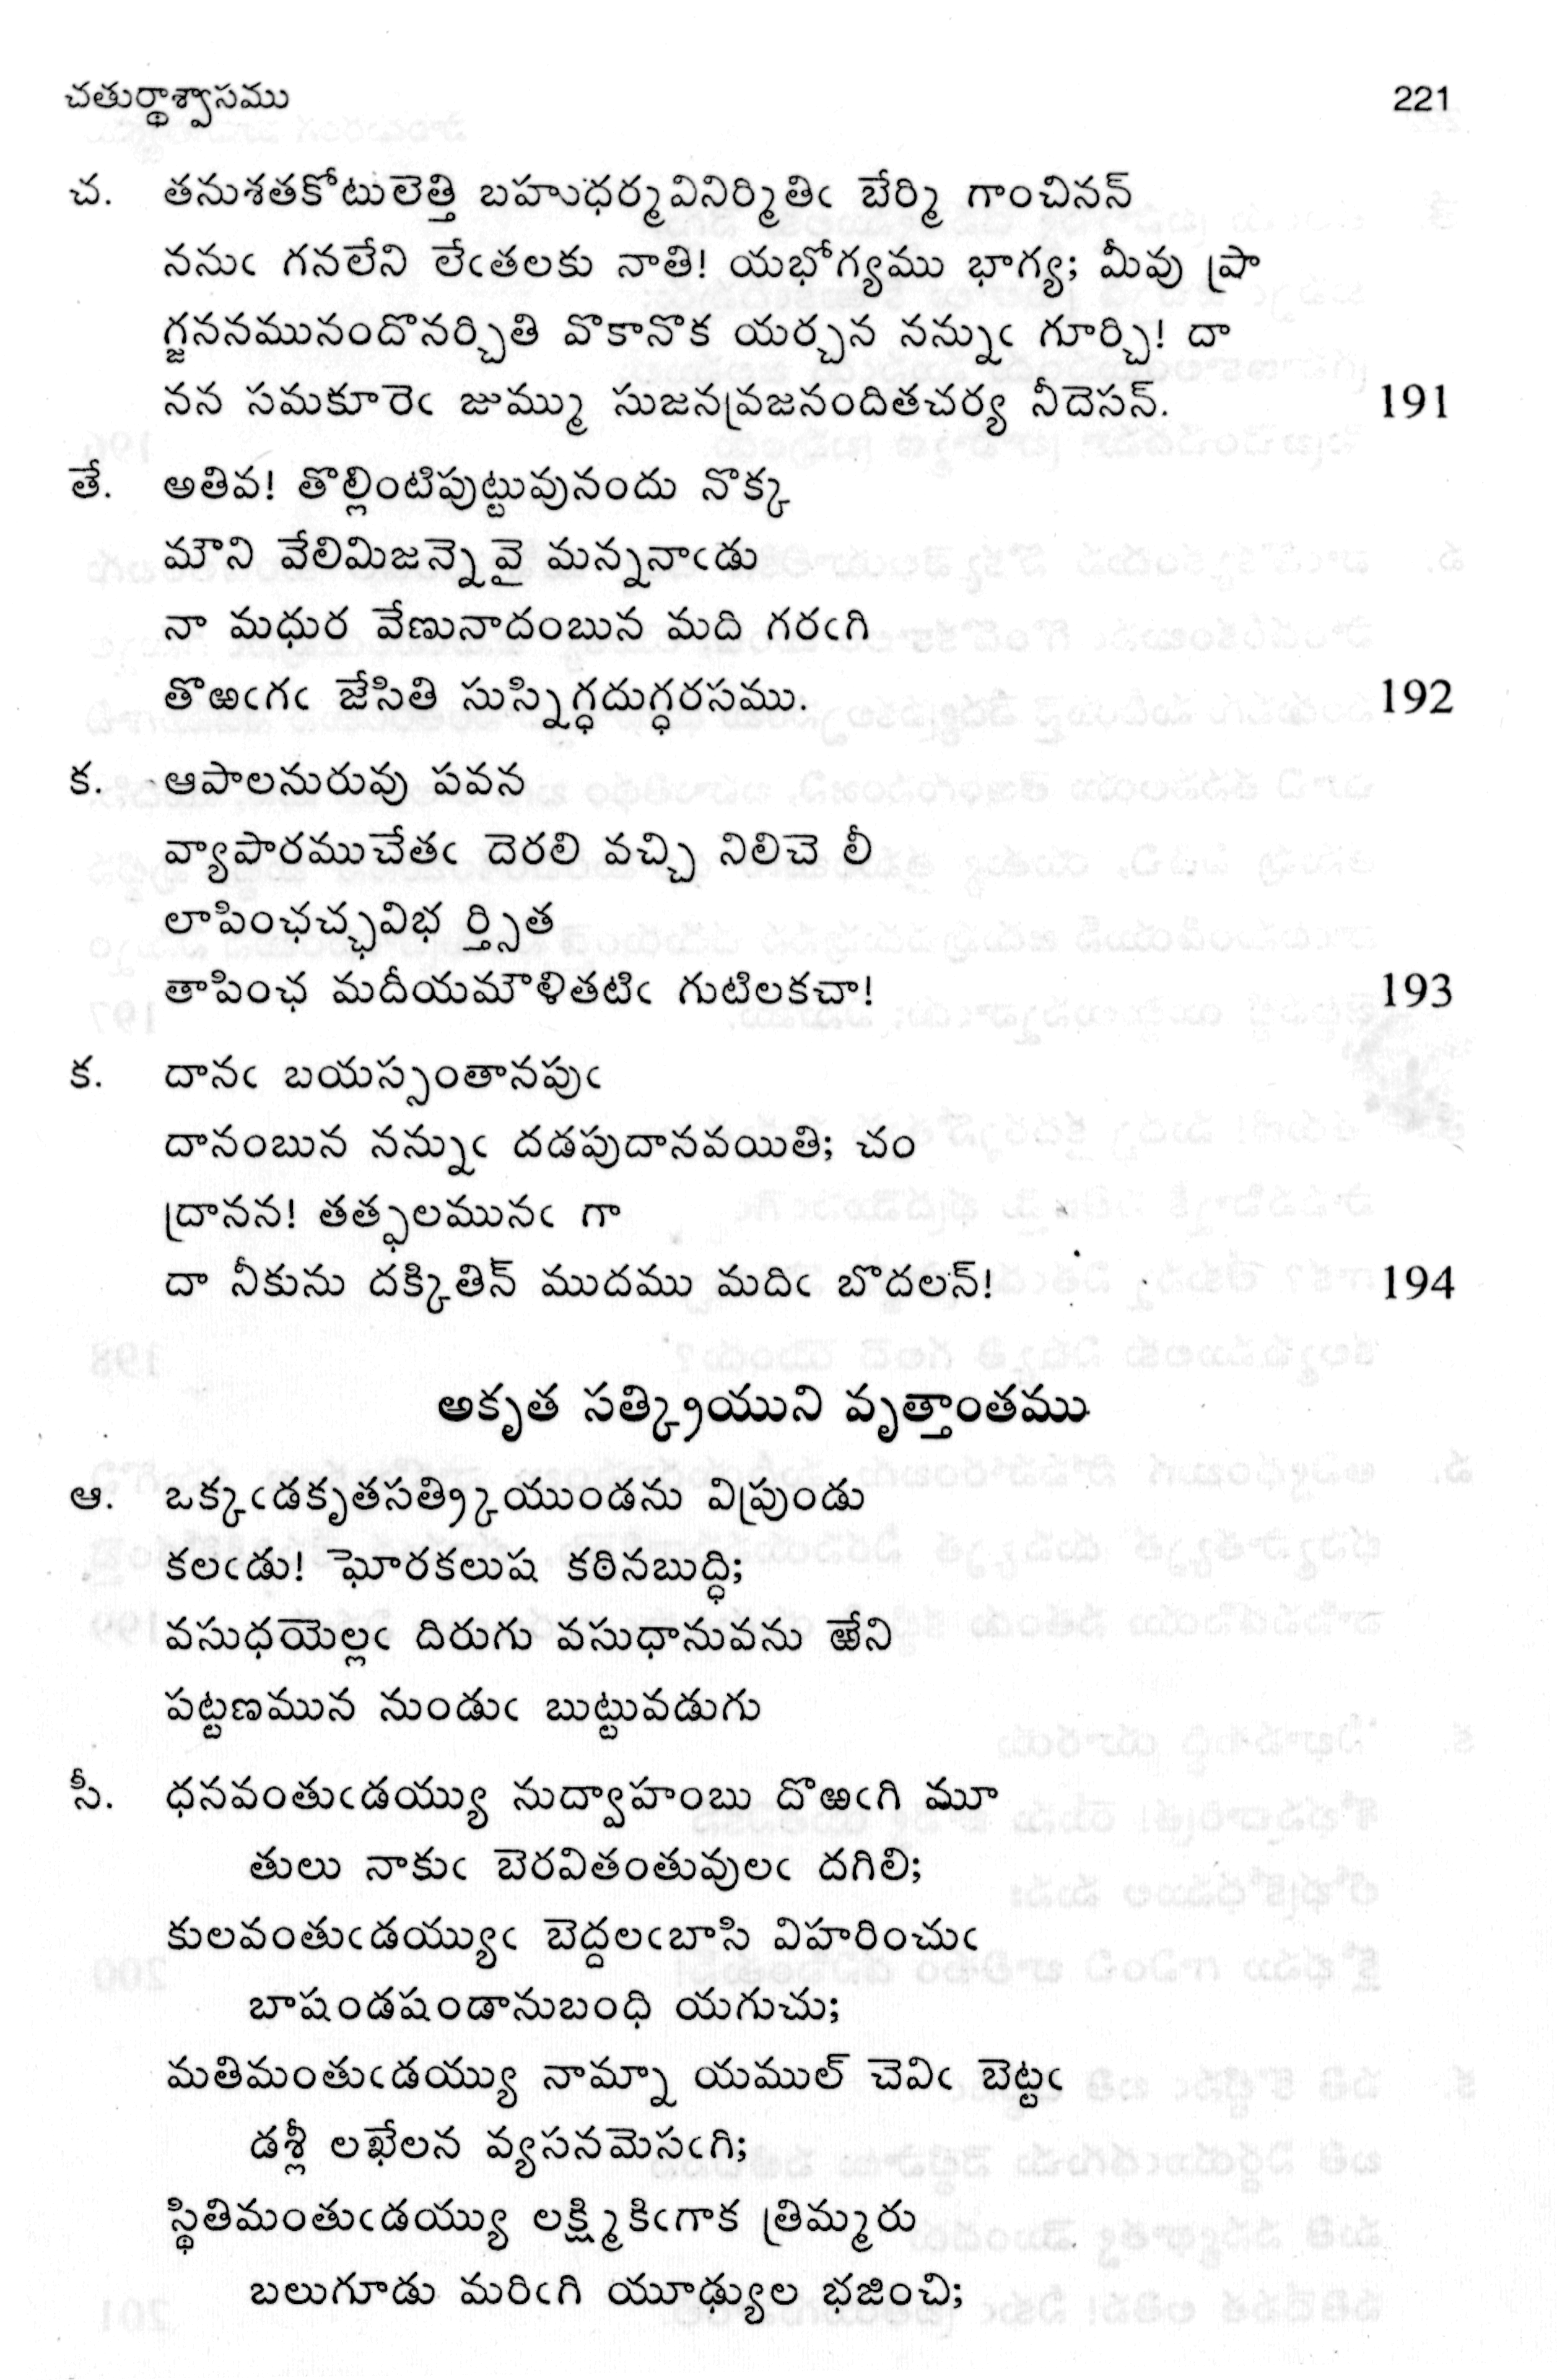 చతుర్థాశ్వాసము 221
చ. తనుశతకోటులెత్తి బహుధర్మవినిర్మితిఁ బేర్మి గాంచినన్
ననుఁ గనలేని లేఁతలకు నాతి! యభోగ్యము భాగ్య; మీవు ప్రా
గ్జననమునందొనర్చితి వొకానొక యర్చన నన్నుఁ గూర్చి! దా
నన సమకూరెఁ జుమ్ము సుజనవ్రజనందితచర్య నీదెసన్. 191
తే. అతివ! తొల్లింటిపుట్టువునందు నొక్క
మౌని వేలిమిజన్నెవై మన్ననాఁడు
నా మధుర వేణునాదంబున మది గరఁగి
తొఱఁగఁ జేసితి సుస్నిగ్ధదుగ్ధరసము. 192
క. ఆపాలనురువు పవన
వ్యాపారముచేతఁ దెరలి వచ్చి నిలిచె లీ
లాపింఛచ్ఛవిభ ర్త్సిత
తాపింఛ మదీయమౌళితటిఁ గుటిలకచా! 193
క. దానఁ బయస్సంతానపుఁ
దానంబున నన్నుఁ దడపుదానవయితి; చం
ద్రానన! తత్ఫలమునఁ గా
దా నీకును దక్కితిన్ ముదము మదిఁ బొదలన్! 194
అకృత సత్క్రియుని వృత్తాంతము
ఆ. ఒక్కఁడకృతసత్క్రియుండను విప్రుండు
కలఁడు! ఘోరకలుష కఠినబుద్ధి;
వసుధయెల్లఁ దిరుగు వసుధానువను ఱేని
పట్టణమున నుండుఁ బుట్టువడుగు
సీ. ధనవంతుఁడయ్యు నుద్వాహంబు దొఱఁగి మూ
తులు నాకుఁ బెరవితంతువులఁ దగిలి;
కులవంతుఁడయ్యుఁ బెద్దలఁబాసి విహరించుఁ
బాషండషండానుబంధి యగుచు;
మతిమంతుఁడయ్యు నామ్నా యముల్ చెవిఁ బెట్టఁ
డశ్లీ లఖేలన వ్యసనమెసఁగి;
స్థితిమంతుఁడయ్యు లక్ష్మికిఁగాక త్రిమ్మరు
బలుగూడు మరిఁగి యూఢ్యుల భజించి;